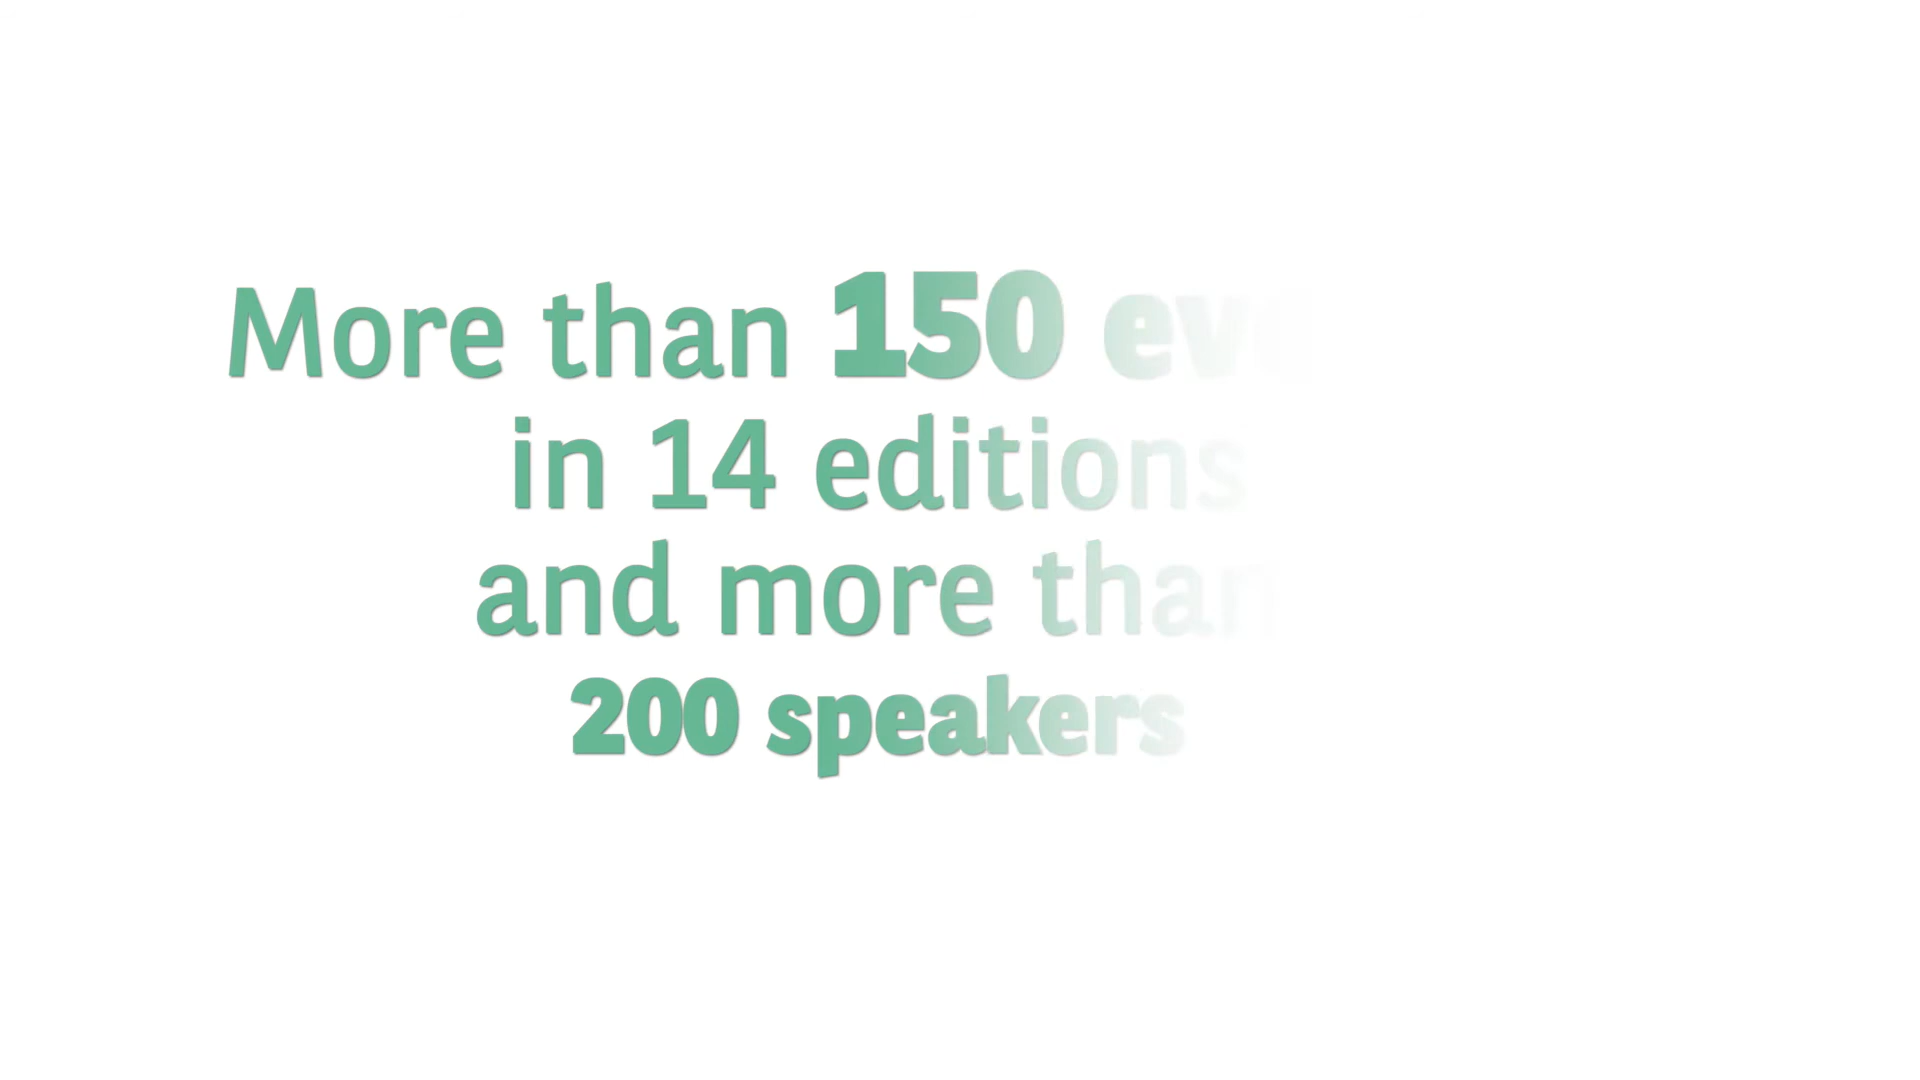 More than 150
in 14 editions
and more than
200 speakers